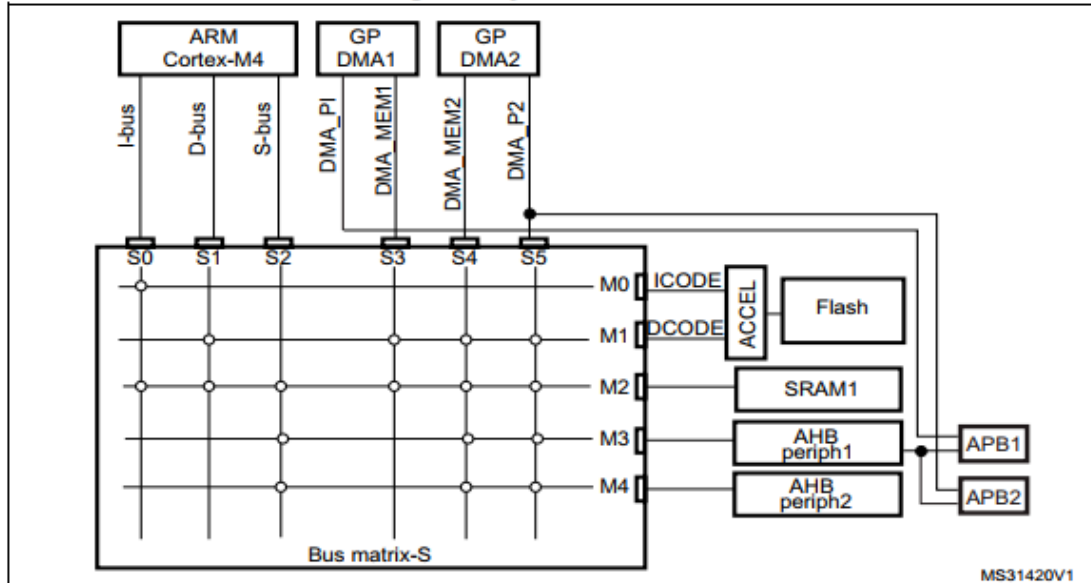 ARM
Cortex-M4
GP
DMA1
GP
DMA2
I-bus
D-bus
S-bus
DMA_PI
DMA_MEM1
DMA_MEM2
DMA_P2
S0 S1 S2 S3 S4 S5
M0 ICODE
M1 DCODE
ACCEL
Flash
M2 SRAM1
M3 AHB
periph1
APB1
M4 AHB
periph2
APB2
Bus matrix-S
MS31420V1